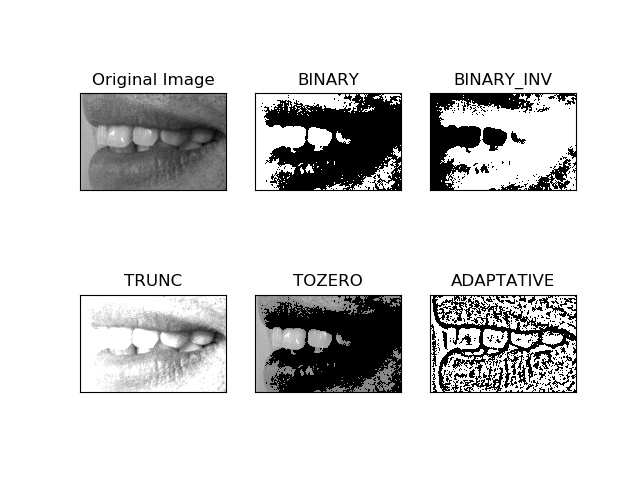 Original Image
BINARY
BINARY_INV
TRUNC
TOZERO
ADAPTATIVE